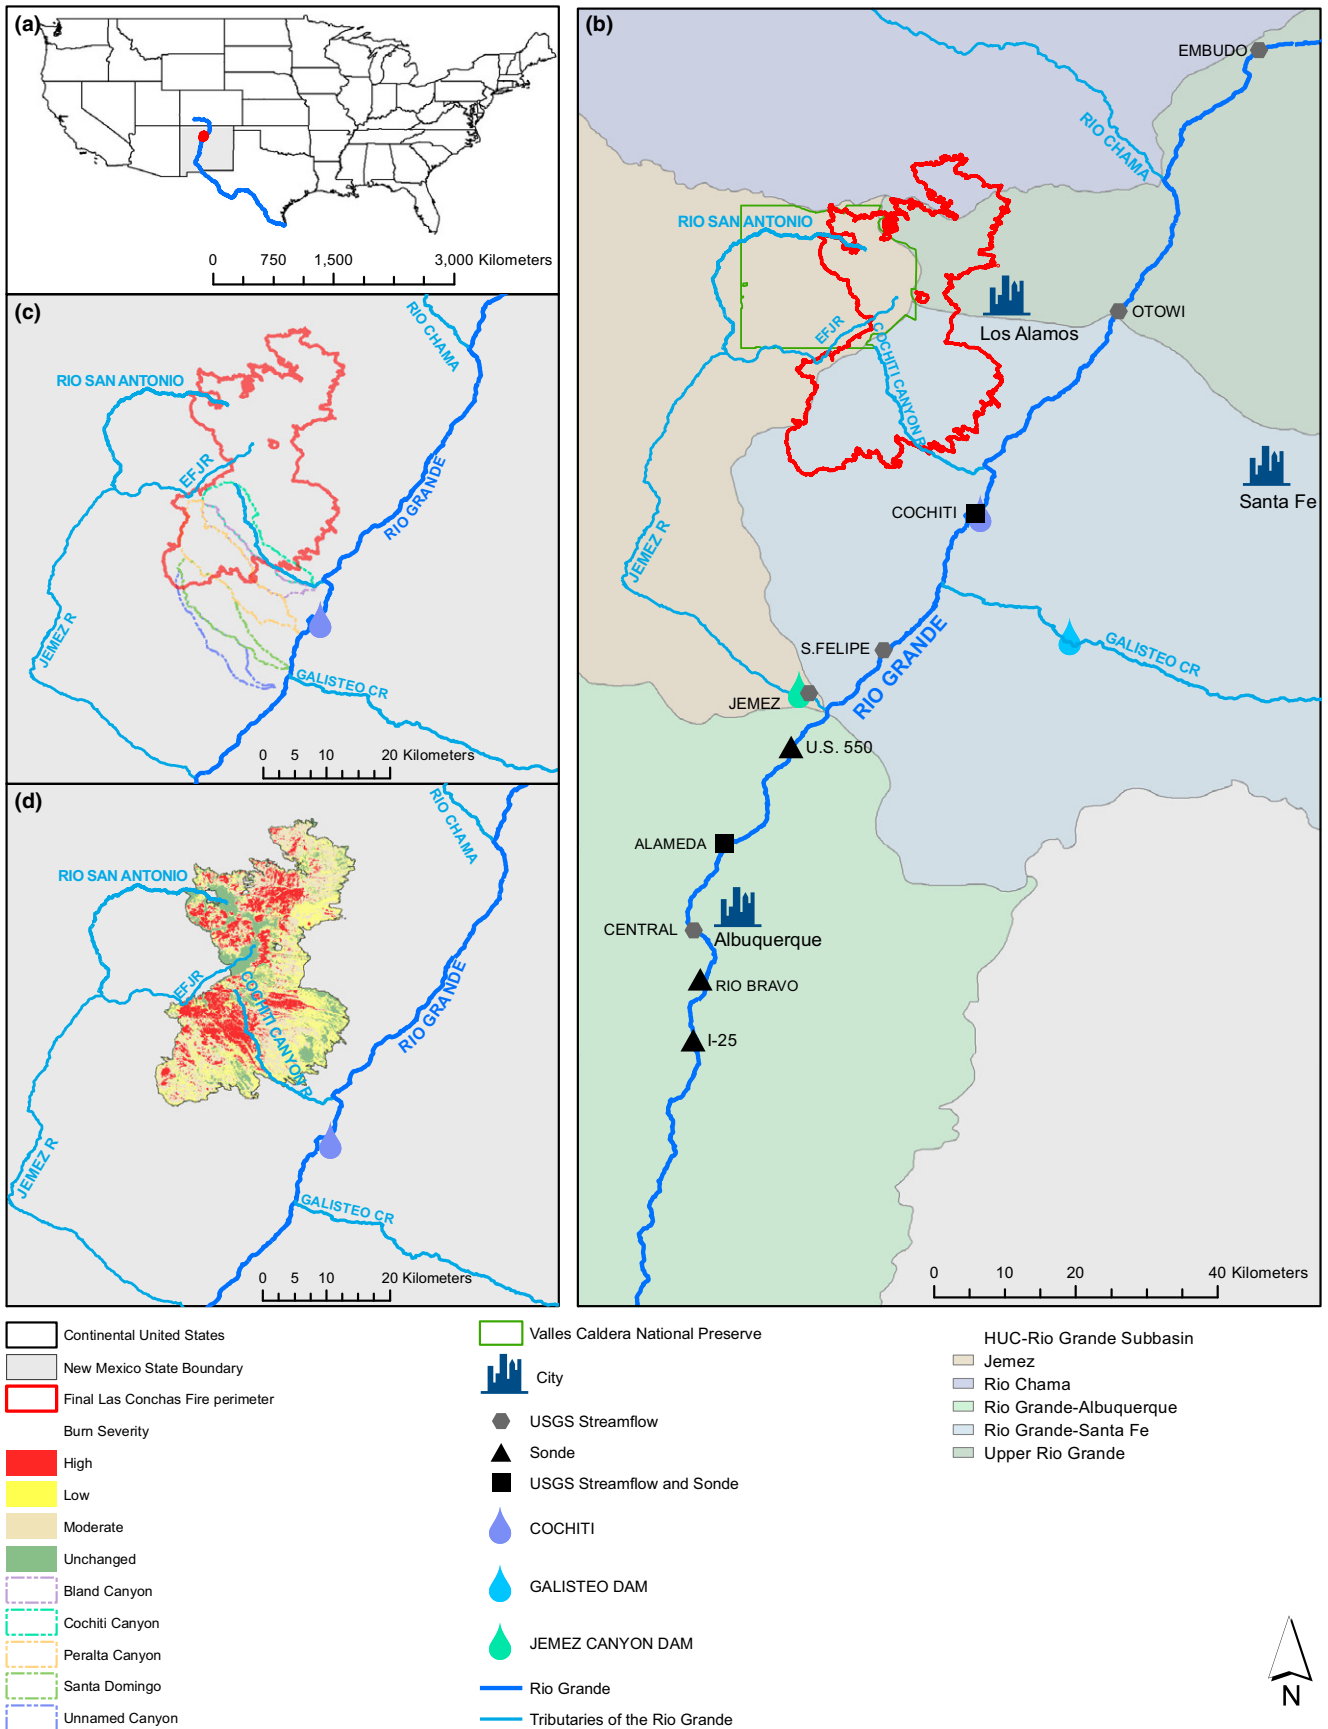 (a)
0 750 1,500 3,000 Kilometers
(b)
EMBUDO
RIO CHAMA
RIO SAN ANTONIO
Los Alamos
OTOWI
EFJR
COCHITI CANYON R
Santa Fe
COCHITI
JEMEZ R
S.FELIPE
RIO GRANDE
GALISTEO CR
JEMEZ
U.S. 550
ALAMEDA
CENTRAL
Albuquerque
RIO BRAVO
I-25
0 10 20 40 Kilometers
(c)
RIO CHAMA
RIO SAN ANTONIO
EFJR
RIO GRANDE
JEMEZ R
GALISTEO CR
0 5 10 20 Kilometers
(d)
RIO CHAMA
RIO SAN ANTONIO
EFJR
COCHITI CANYON R
RIO GRANDE
JEMEZ R
GALISTEO CR
0 5 10 20 Kilometers
Continental United States
New Mexico State Boundary
Final Las Conchas Fire perimeter
Burn Severity
High
Low
Moderate
Unchanged
Bland Canyon
Cochiti Canyon
Peralta Canyon
Santa Domingo
Unnamed Canyon
Valles Caldera National Preserve
City
USGS Streamflow
Sonde
USGS Streamflow and Sonde
COCHITI
GALISTEO DAM
JEMEZ CANYON DAM
Rio Grande
Tributaries of the Rio Grande
HUC-Rio Grande Subbasin
Jemez
Rio Chama
Rio Grande-Albuquerque
Rio Grande-Santa Fe
Upper Rio Grande
N